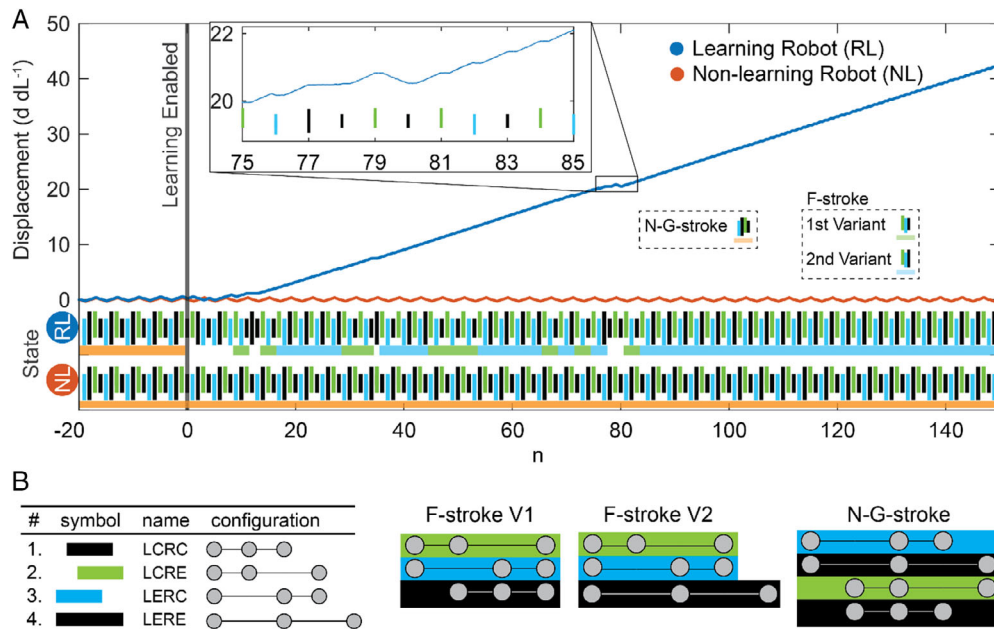 A
50
40
30
20
10
0
Displacement (d dL-1)
Learning Enabled
22
20
75 77 79 81 83 85
Learning Robot (RL)
Non-learning Robot (NL)
N-G-stroke
F-stroke
1st Variant
2nd Variant
State
RL
NL
-20 0 20 40 60 80 100 120 140
n
B
# symbol name configuration
1. LCRC
2. LCRE
3. LERC
4. LERE
F-stroke V1 F-stroke V2 N-G-stroke